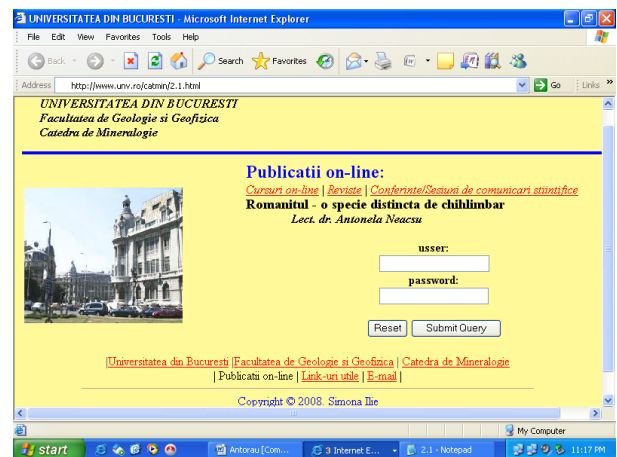 UNIVERSITATEA DIN BUCURESTI - Microsoft Internet Explorer
File Edit View Favorites Tools Help
Back Search Favorites
Address http://www.unv.ro/catmin/2.1.html Go Links »
UNIVERSITATEA DIN BUCURESTI
Facultatea de Geologie si Geofizica
Catedra de Mineralogie
Publicatii on-line:
Cursuri on-line | Reviste | Conferinte/Sesiuni de comunicari stiintifice
Romanitul - o specie distincta de chihlimbar
Lect. dr. Antonela Neacsu
usser:
password:
Reset Submit Query
|Universitatea din Bucuresti |Facultatea de Geologie si Geofizica | Catedra de Mineralogie
| Publicatii on-line | Link-uri utile | E-mail |
Copyright © 2008. Simona Ilie
My Computer
start Antorau [Com... 3 Internet E... 2.1 - Notepad 11:17 PM